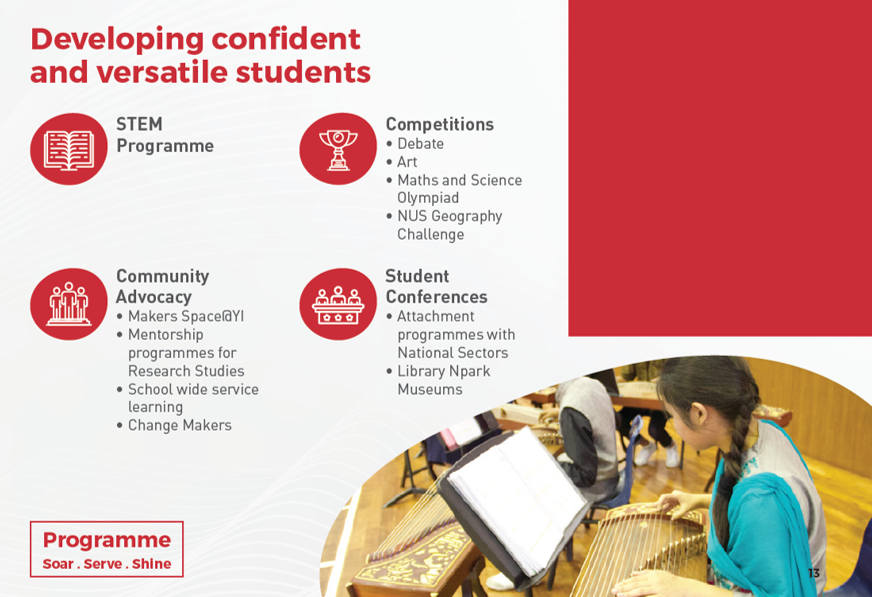 Developing confident
and versatile students
STEM
Programme
Competitions
• Debate
• Art
• Maths and Science
Olympiad
• NUS Geography
Challenge
Community
Advocacy
• Makers Space@YI
• Mentorship
programmes for
Research Studies
• School wide service
learning
• Change Makers
Student
Conferences
• Attachment
programmes with
National Sectors
• Library Npark
Museums
Programme
Soar . Serve . Shine
13